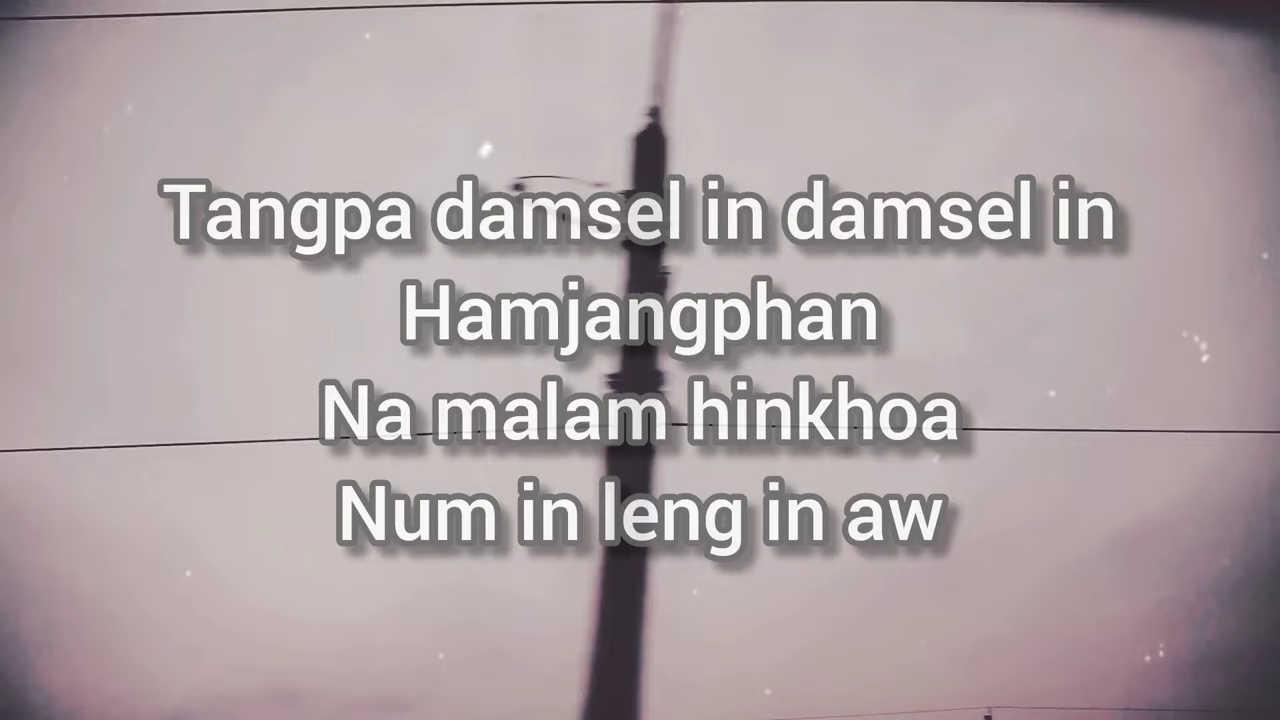 Tangpa damsel in damsel in
Hamjangphan
Na malam hinkhoa
Num in leng in aw